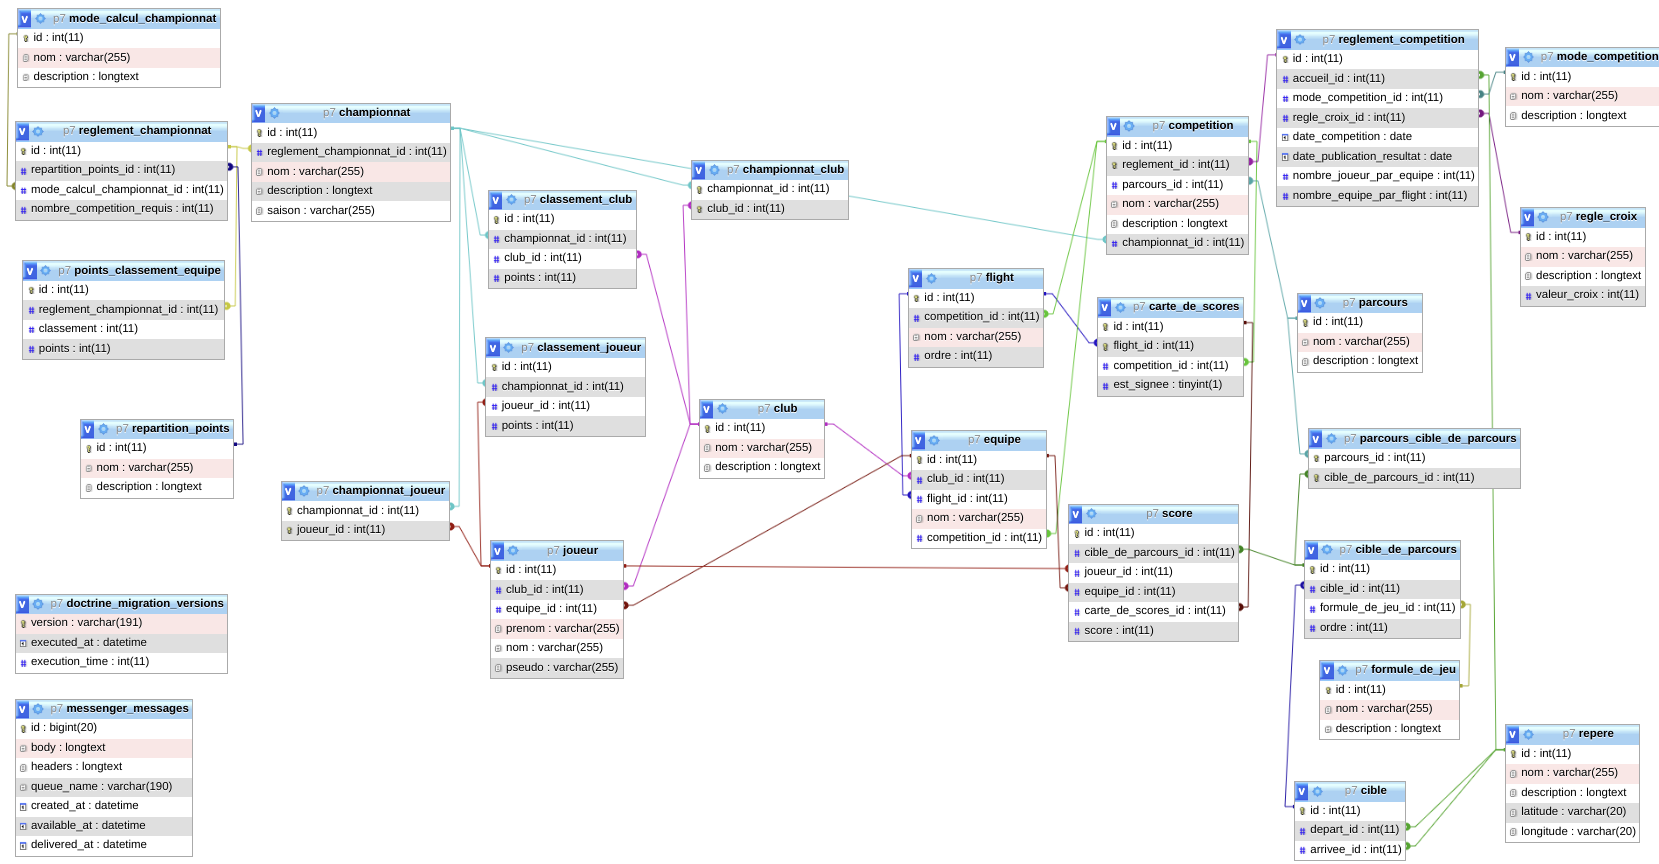 p7 mode_calcul_championnat
id : int(11)
nom : varchar(255)
description : longtext
p7 reglement_championnat
id : int(11)
repartition_points_id : int(11)
mode_calcul_championnat_id : int(11)
nombre_competition_requis : int(11)
p7 points_classement_equipe
id : int(11)
reglement_championnat_id : int(11)
classement : int(11)
points : int(11)
p7 repartition_points
id : int(11)
nom : varchar(255)
description : longtext
p7 doctrine_migration_versions
version : varchar(191)
executed_at : datetime
execution_time : int(11)
p7 messenger_messages
id : bigint(20)
body : longtext
headers : longtext
queue_name : varchar(190)
created_at : datetime
available_at : datetime
delivered_at : datetime
p7 championnat
id : int(11)
reglement_championnat_id : int(11)
nom : varchar(255)
description : longtext
saison : varchar(255)
p7 championnat_joueur
championnat_id : int(11)
joueur_id : int(11)
p7 classement_club
id : int(11)
championnat_id : int(11)
club_id : int(11)
points : int(11)
p7 classement_joueur
id : int(11)
championnat_id : int(11)
joueur_id : int(11)
points : int(11)
p7 joueur
id : int(11)
club_id : int(11)
equipe_id : int(11)
prenom : varchar(255)
nom : varchar(255)
pseudo : varchar(255)
p7 championnat_club
championnat_id : int(11)
club_id : int(11)
p7 club
id : int(11)
nom : varchar(255)
description : longtext
p7 flight
id : int(11)
competition_id : int(11)
nom : varchar(255)
ordre : int(11)
p7 equipe
id : int(11)
club_id : int(11)
flight_id : int(11)
nom : varchar(255)
competition_id : int(11)
p7 competition
id : int(11)
reglement_id : int(11)
parcours_id : int(11)
nom : varchar(255)
description : longtext
championnat_id : int(11)
p7 carte_de_scores
id : int(11)
flight_id : int(11)
competition_id : int(11)
est_signee : tinyint(1)
p7 score
id : int(11)
cible_de_parcours_id : int(11)
joueur_id : int(11)
equipe_id : int(11)
carte_de_scores_id : int(11)
score : int(11)
p7 reglement_competition
id : int(11)
accueil_id : int(11)
mode_competition_id : int(11)
regle_croix_id : int(11)
date_competition : date
date_publication_resultat : date
nombre_joueur_par_equipe : int(11)
nombre_equipe_par_flight : int(11)
p7 parcours
id : int(11)
nom : varchar(255)
description : longtext
p7 parcours_cible_de_parcours
parcours_id : int(11)
cible_de_parcours_id : int(11)
p7 cible_de_parcours
id : int(11)
cible_id : int(11)
formule_de_jeu_id : int(11)
ordre : int(11)
p7 formule_de_jeu
id : int(11)
nom : varchar(255)
description : longtext
p7 cible
id : int(11)
depart_id : int(11)
arrivee_id : int(11)
p7 mode_competition
id : int(11)
nom : varchar(255)
description : longtext
p7 regle_croix
id : int(11)
nom : varchar(255)
description : longtext
valeur_croix : int(11)
p7 repere
id : int(11)
nom : varchar(255)
description : longtext
latitude : varchar(20)
longitude : varchar(20)